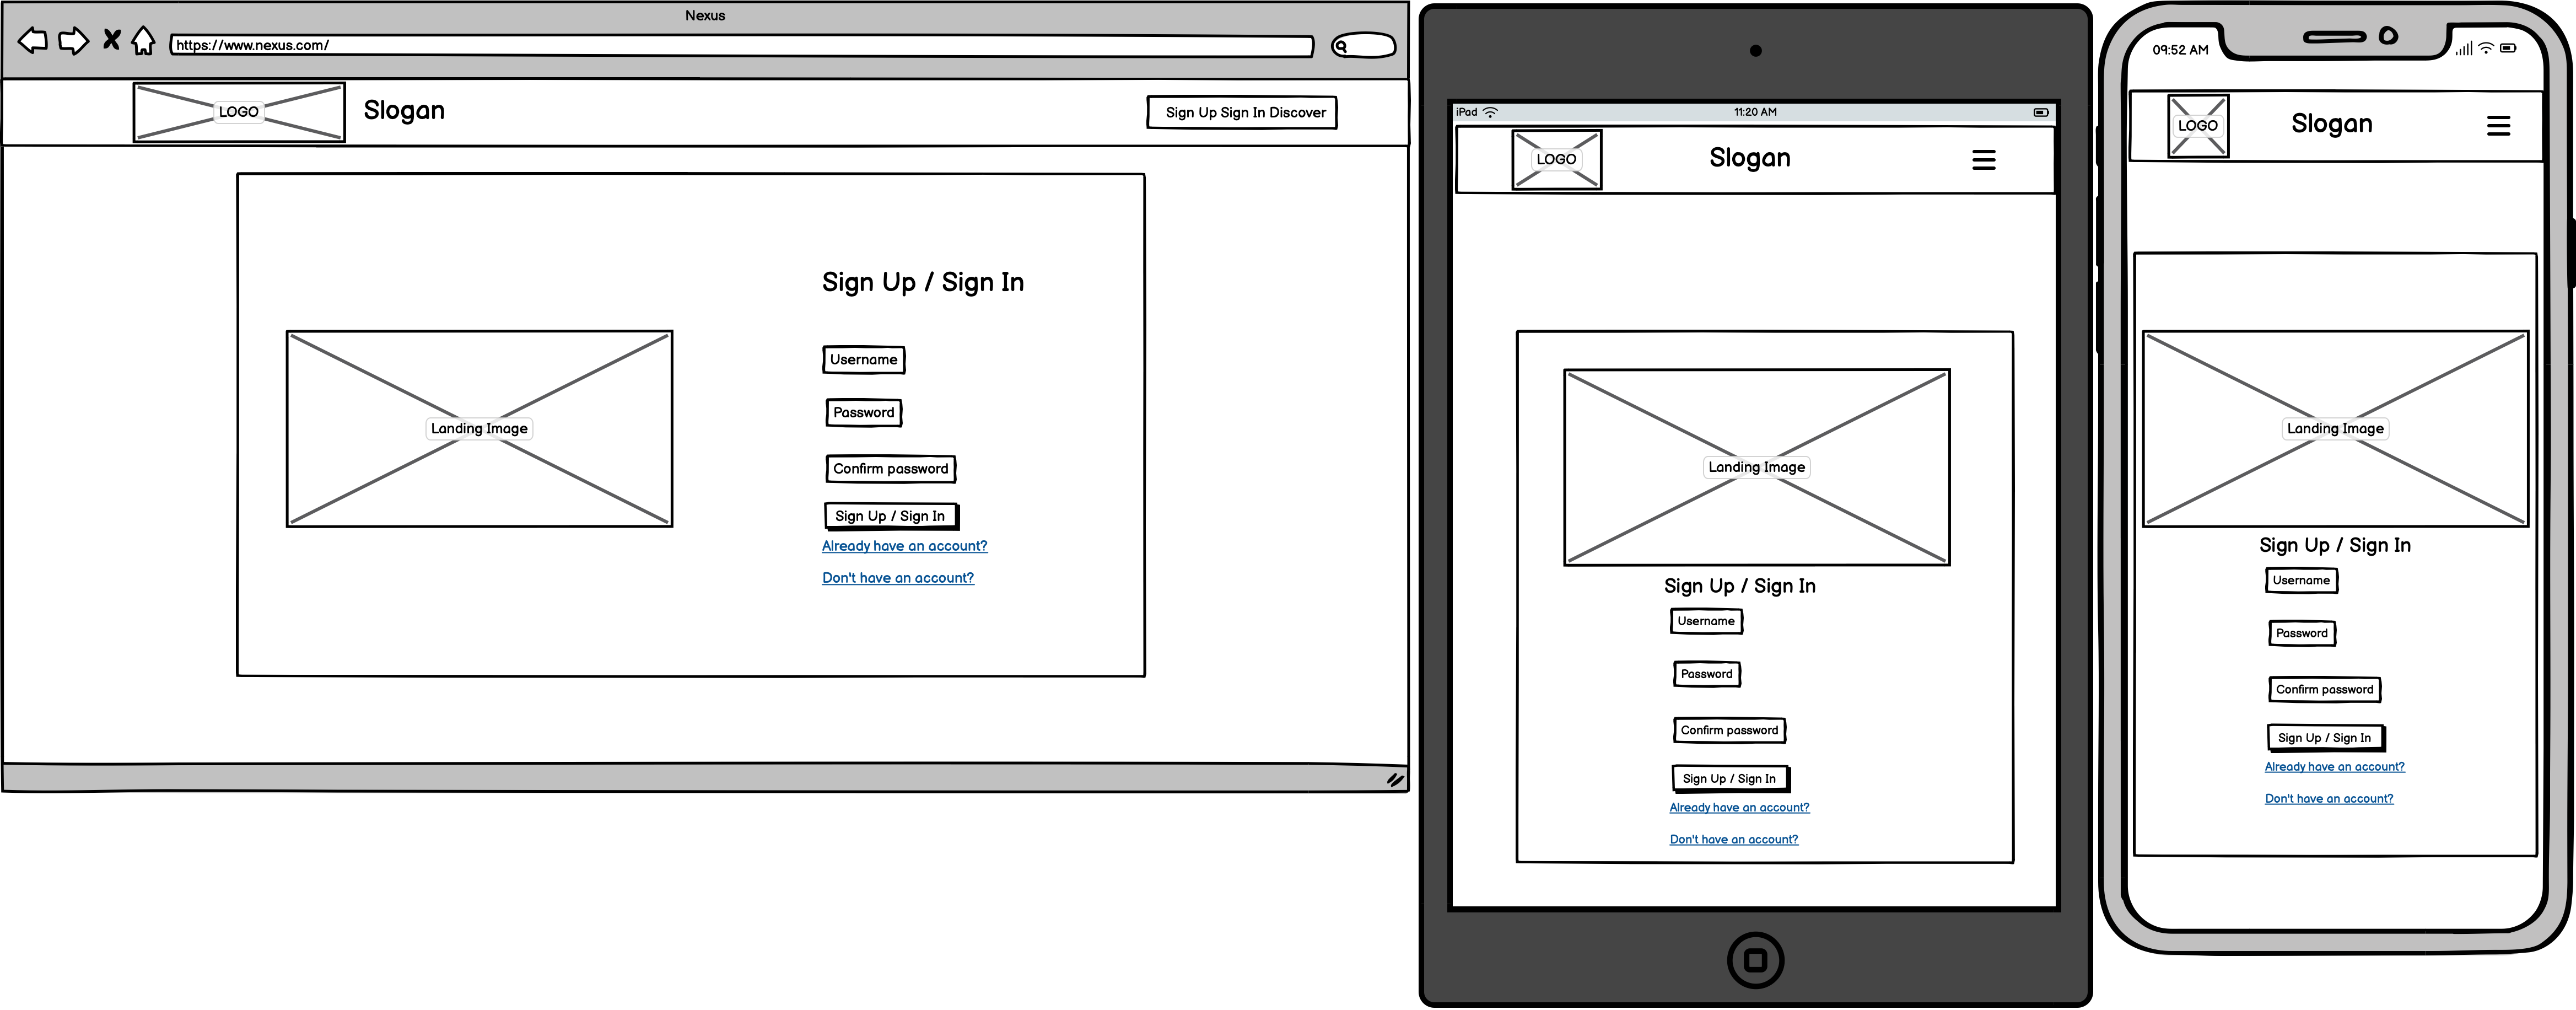 Nexus
https://www.nexus.com/
LOGO
Slogan
Sign Up Sign In Discover
Sign Up / Sign In
Username
Password
Landing Image
Confirm password
Sign Up / Sign In
Already have an account?
Don't have an account?
iPad
11:20 AM
LOGO
Slogan
Landing Image
Sign Up / Sign In
Username
Password
Confirm password
Sign Up / Sign In
Already have an account?
Don't have an account?
09:52 AM
LOGO
Slogan
Landing Image
Sign Up / Sign In
Username
Password
Confirm password
Sign Up / Sign In
Already have an account?
Don't have an account?